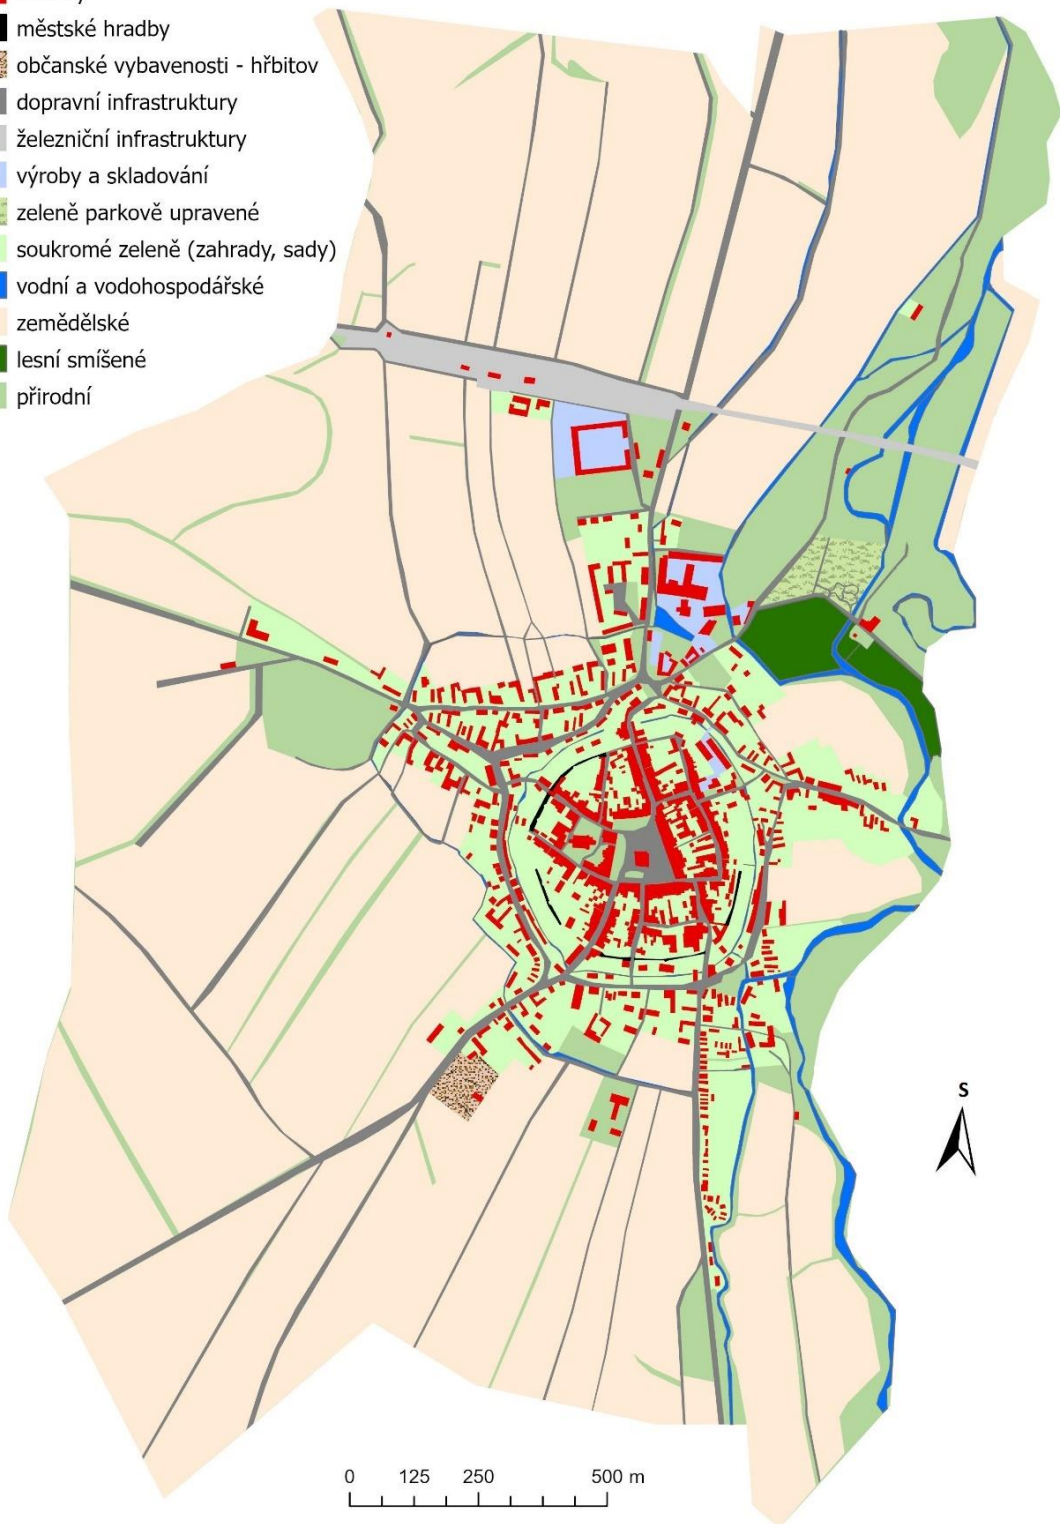 městské hradby
občanské vybavenosti - hřbitov
dopravní infrastruktury
železniční infrastruktury
výroby a skladování
zeleně parkově upravené
soukromé zeleně (zahrady, sady)
vodní a vodohospodářské
zemědělské
lesní smíšené
přírodní
S
0 125 250 500 m